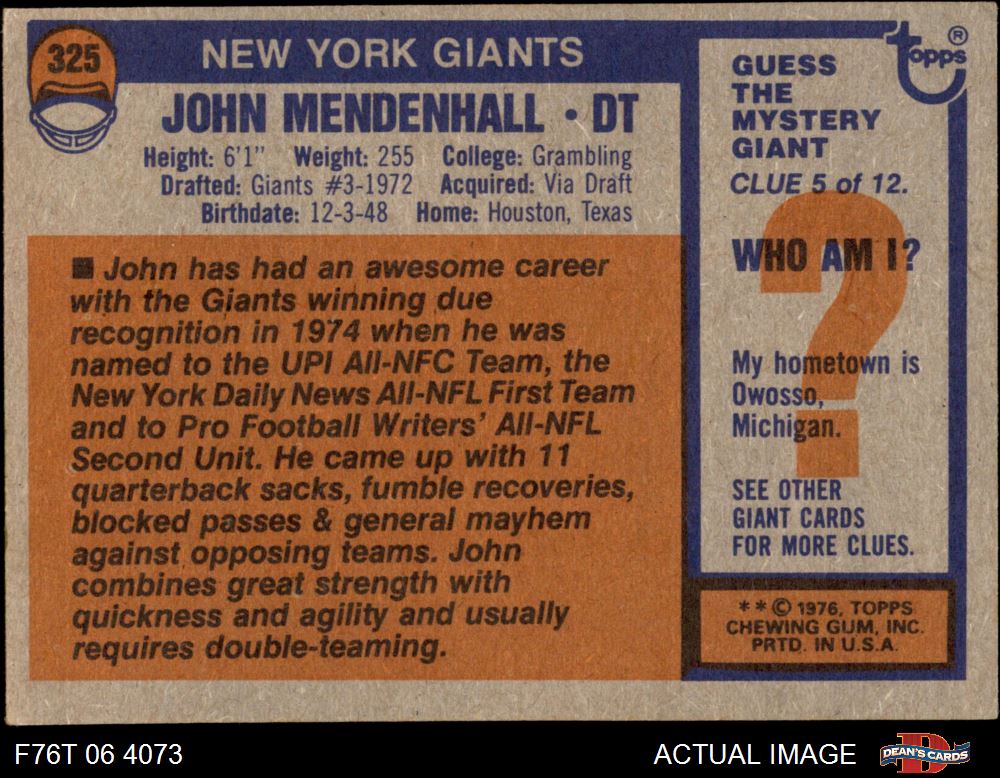 325
NEW YORK GIANTS
JOHN MENDENHALL • DT
Height: 6'1" Weight: 255 College: Grambling
Drafted: Giants #3-1972 Acquired: Via Draft
Birthdate: 12-3-48 Home: Houston, Texas
■ John has had an awesome career
with the Giants winning due
recognition in 1974 when he was
named to the UPI All-NFC Team, the
New York Daily News All-NFL First Team
and to Pro Football Writers' All-NFL
Second Unit. He came up with 11
quarterback sacks, fumble recoveries,
blocked passes & general mayhem
against opposing teams. John
combines great strength with
quickness and agility and usually
requires double-teaming.
topps ®
GUESS
THE
MYSTERY
GIANT
CLUE 5 of 12.
WHO AM I?
?
My hometown is
Owosso,
Michigan.
SEE OTHER
GIANT CARDS
FOR MORE CLUES.
**© 1976, TOPPS
CHEWING GUM, INC.
PRTD. IN U.S.A.
F76T 06 4073
ACTUAL IMAGE
DEAN'S CARDS